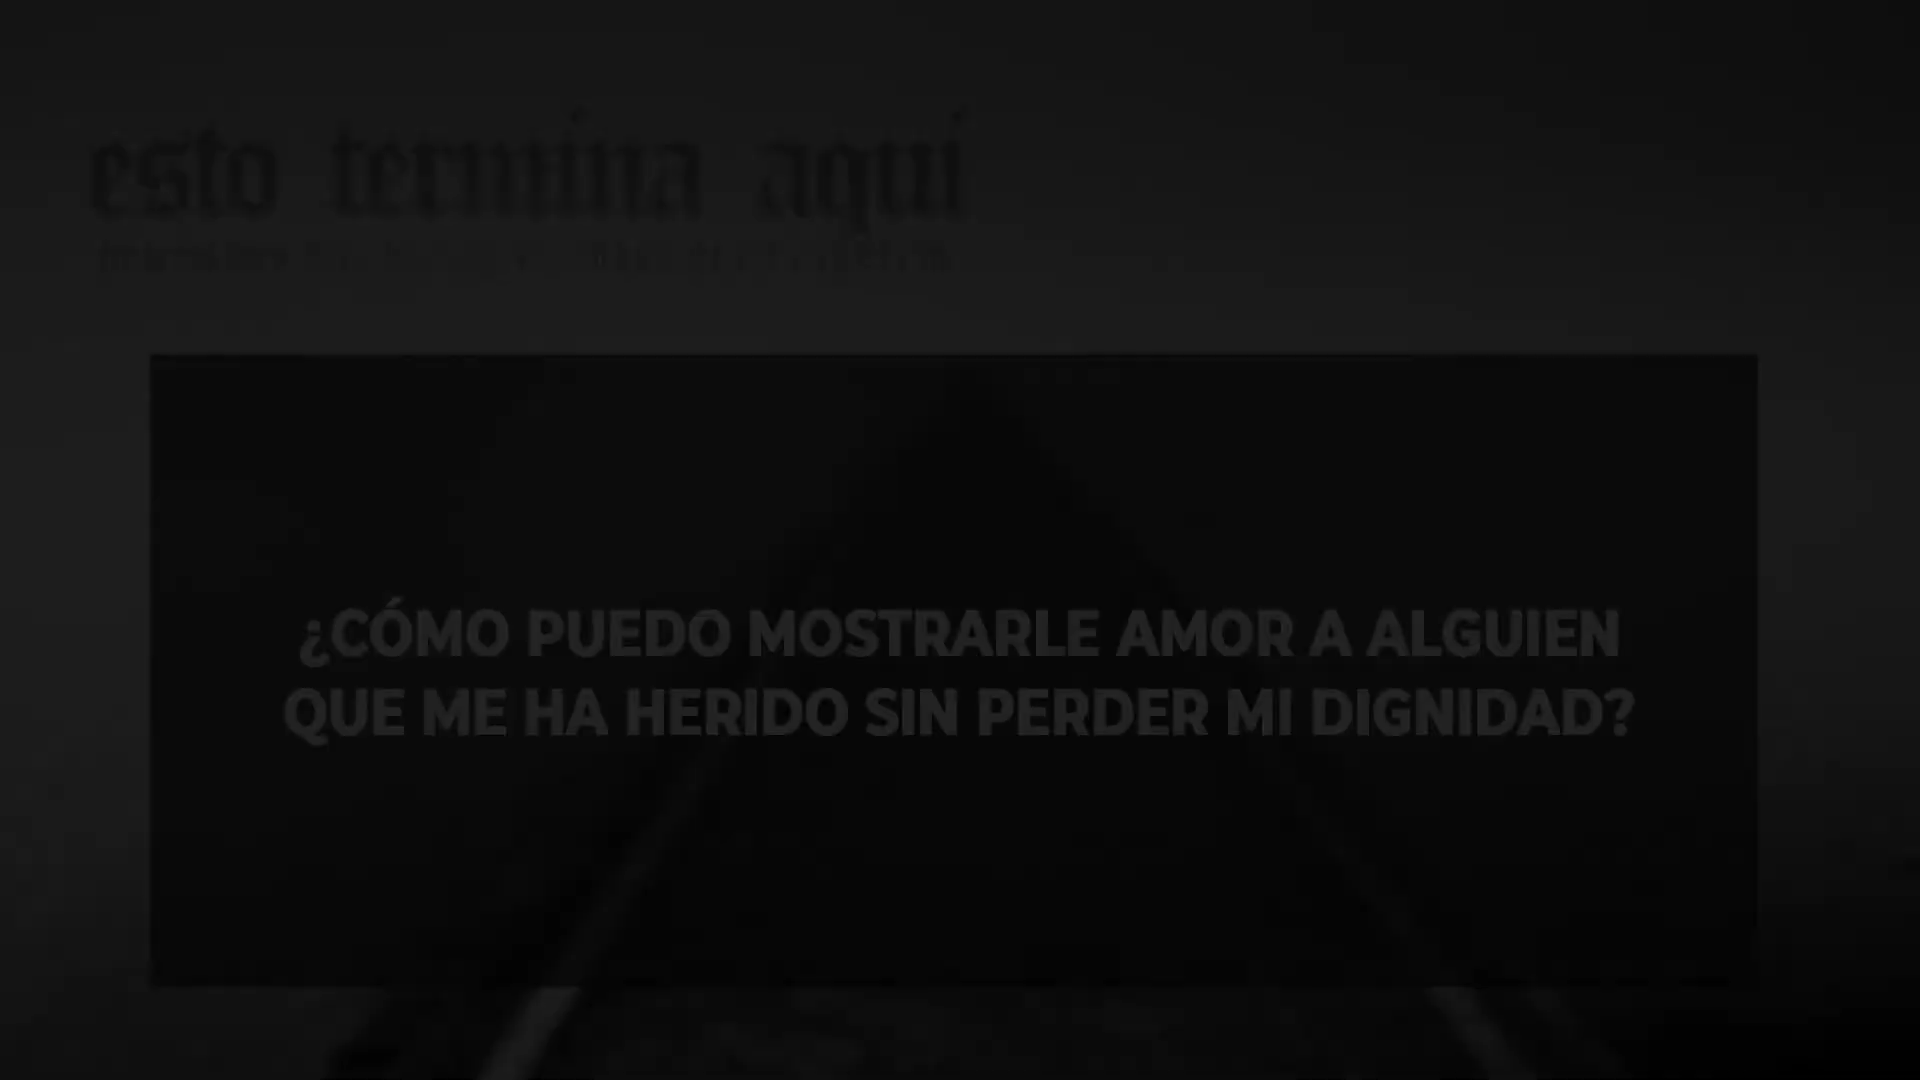 esto termina aquí
¿CÓMO PUEDO MOSTRARLE AMOR A ALGUIEN
QUE ME HA HERIDO SIN PERDER MI DIGNIDAD?